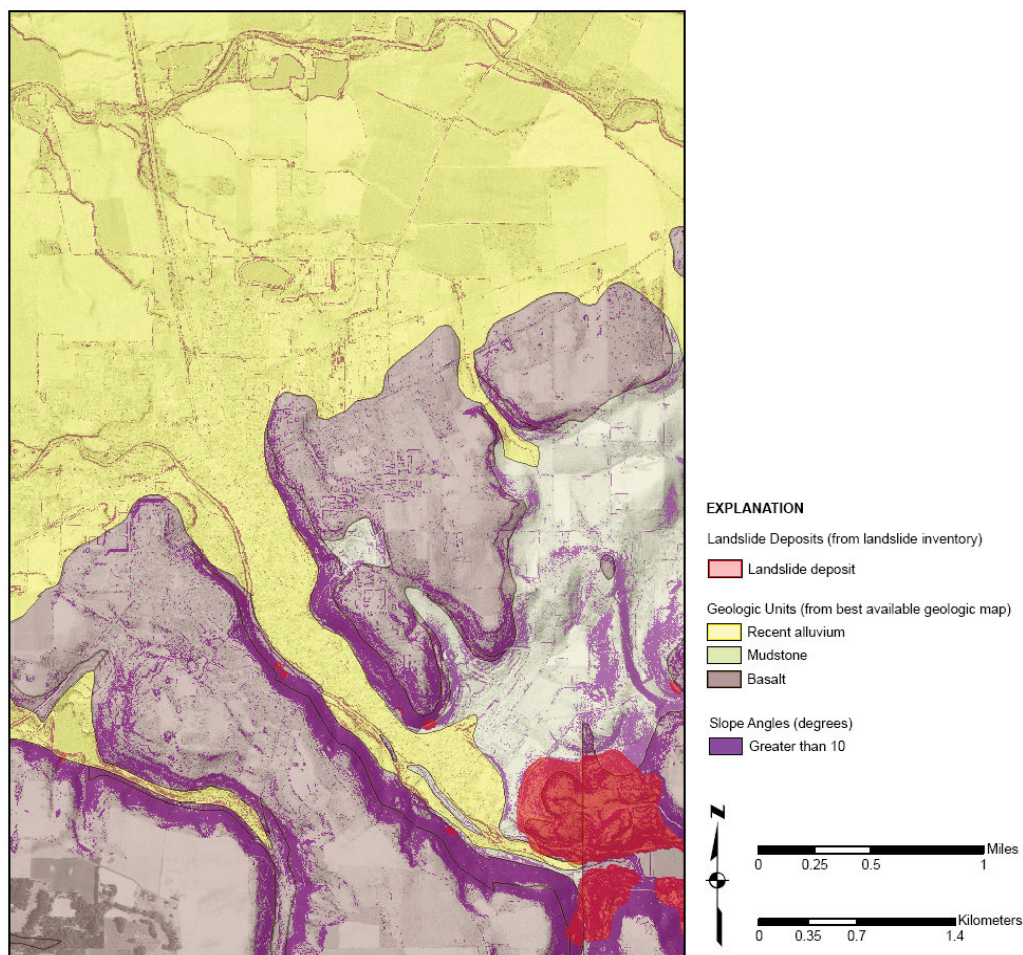 EXPLANATION
Landslide Deposits (from landslide inventory)
Landslide deposit
Geologic Units (from best available geologic map)
Recent alluvium
Mudstone
Basalt
Slope Angles (degrees)
Greater than 10
Z
Miles
0 0.25 0.5 1
Kilometers
0 0.35 0.7 1.4